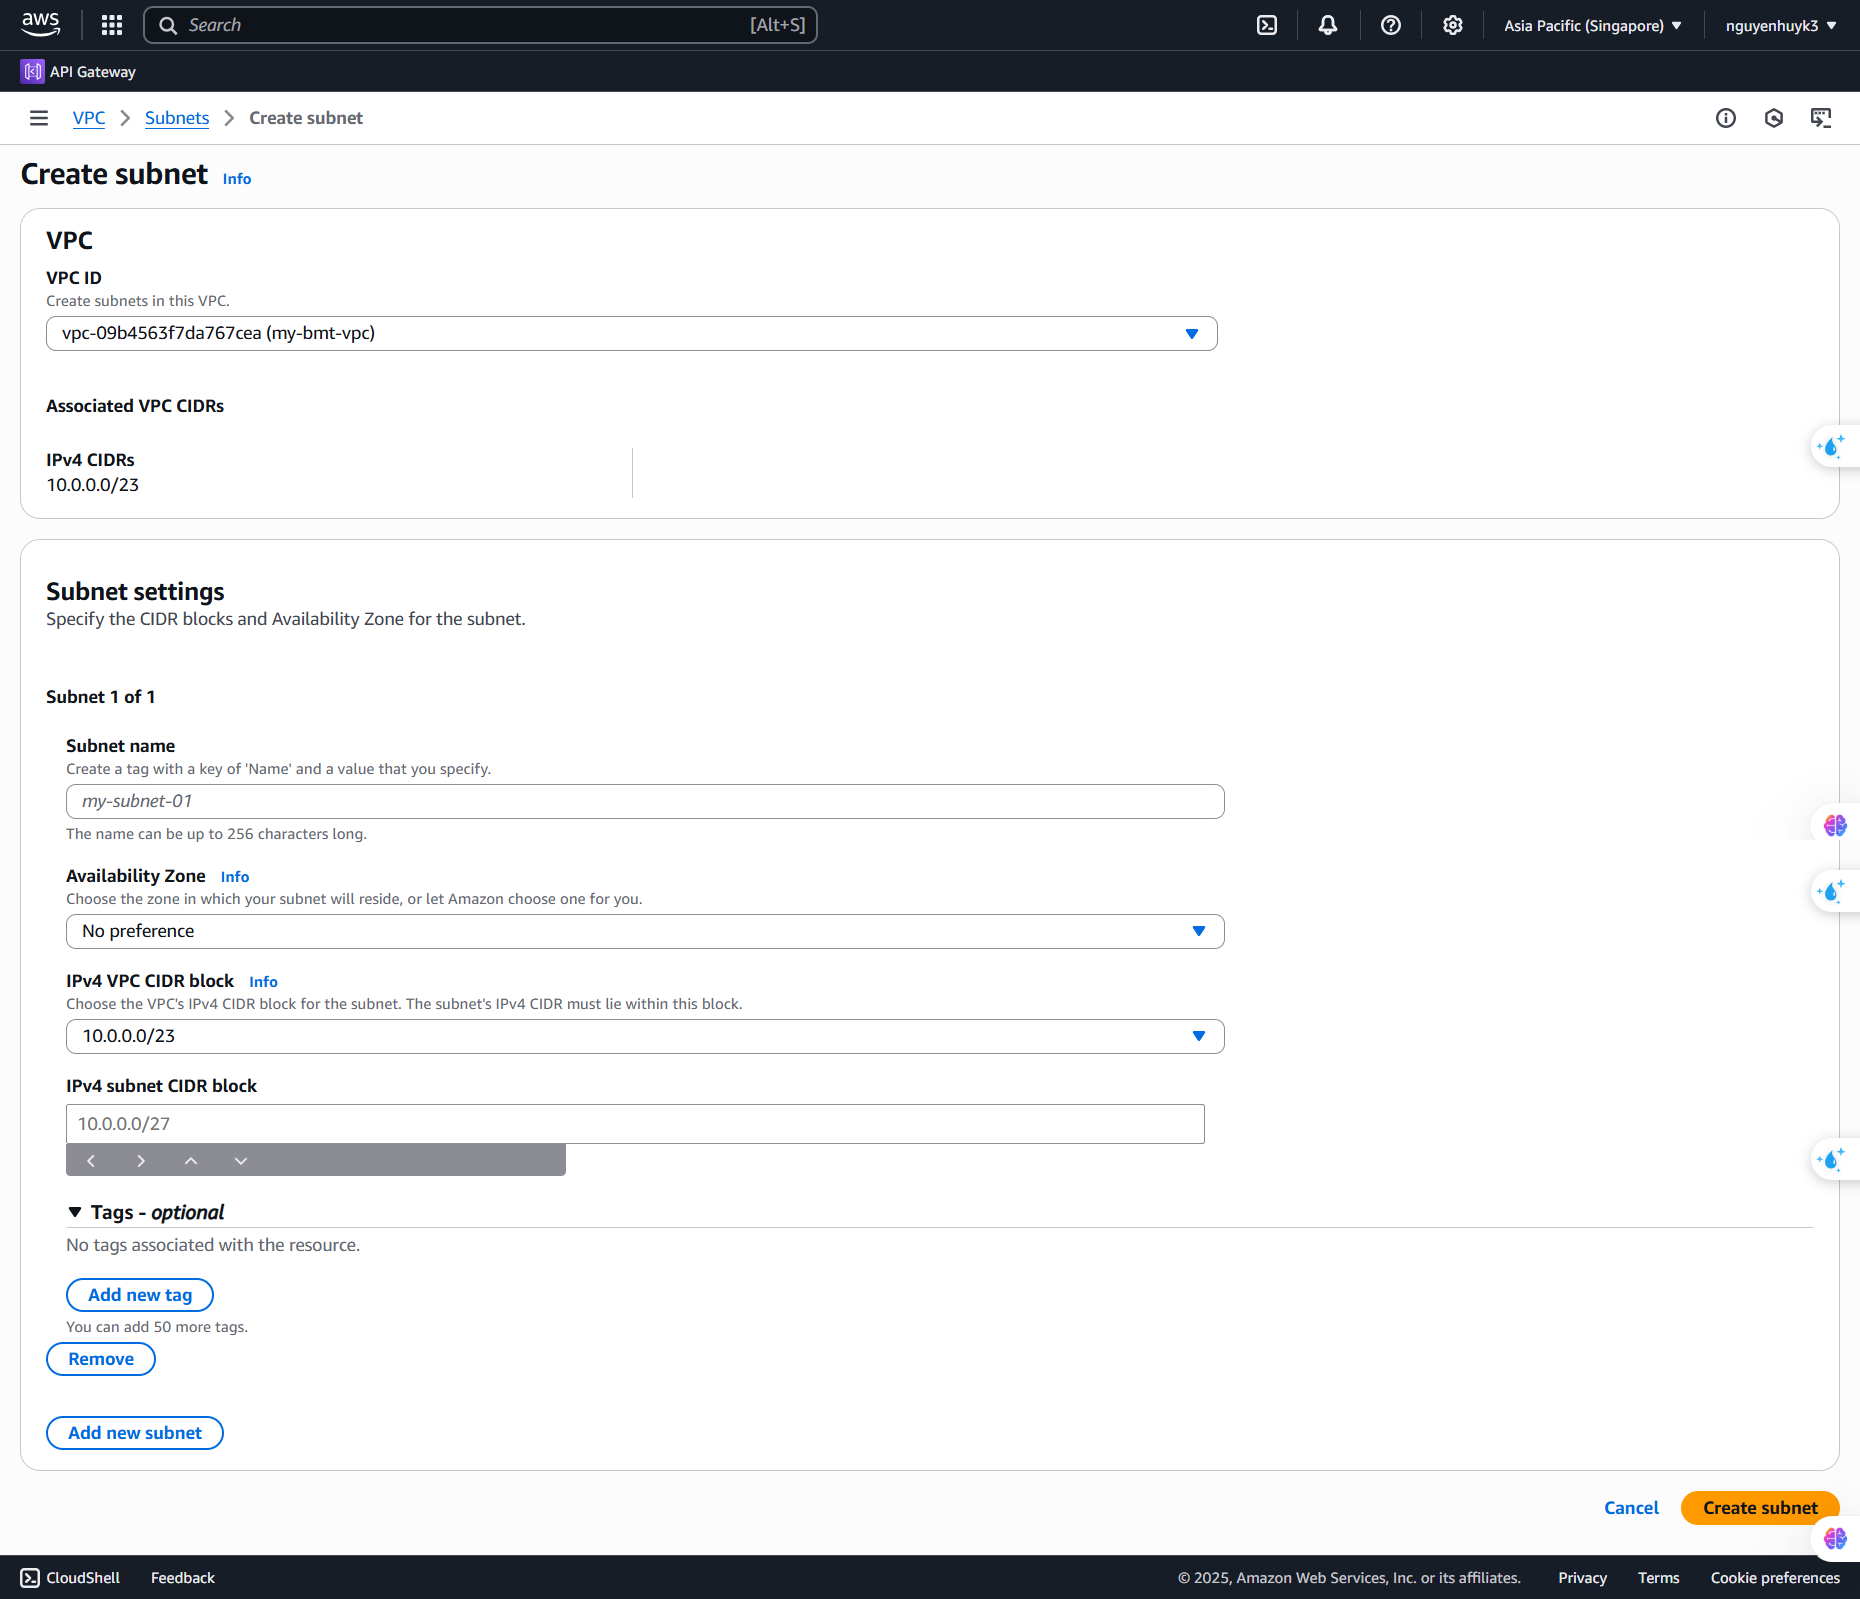 aws
Search [Alt+S]
Asia Pacific (Singapore)
nguyenhuyk3
API Gateway
VPC
Subnets
Create subnet
Create subnet Info
VPC
VPC ID
Create subnets in this VPC.
vpc-09b4563f7da767cea (my-bmt-vpc)
Associated VPC CIDRs
IPv4 CIDRs
10.0.0.0/23
Subnet settings
Specify the CIDR blocks and Availability Zone for the subnet.
Subnet 1 of 1
Subnet name
Create a tag with a key of 'Name' and a value that you specify.
my-subnet-01
The name can be up to 256 characters long.
Availability Zone Info
Choose the zone in which your subnet will reside, or let Amazon choose one for you.
No preference
IPv4 VPC CIDR block Info
Choose the VPC's IPv4 CIDR block for the subnet. The subnet's IPv4 CIDR must lie within this block.
10.0.0.0/23
IPv4 subnet CIDR block
10.0.0.0/27
Tags - optional
No tags associated with the resource.
Add new tag
You can add 50 more tags.
Remove
Add new subnet
Cancel
Create subnet
CloudShell
Feedback
© 2025, Amazon Web Services, Inc. or its affiliates.
Privacy
Terms
Cookie preferences